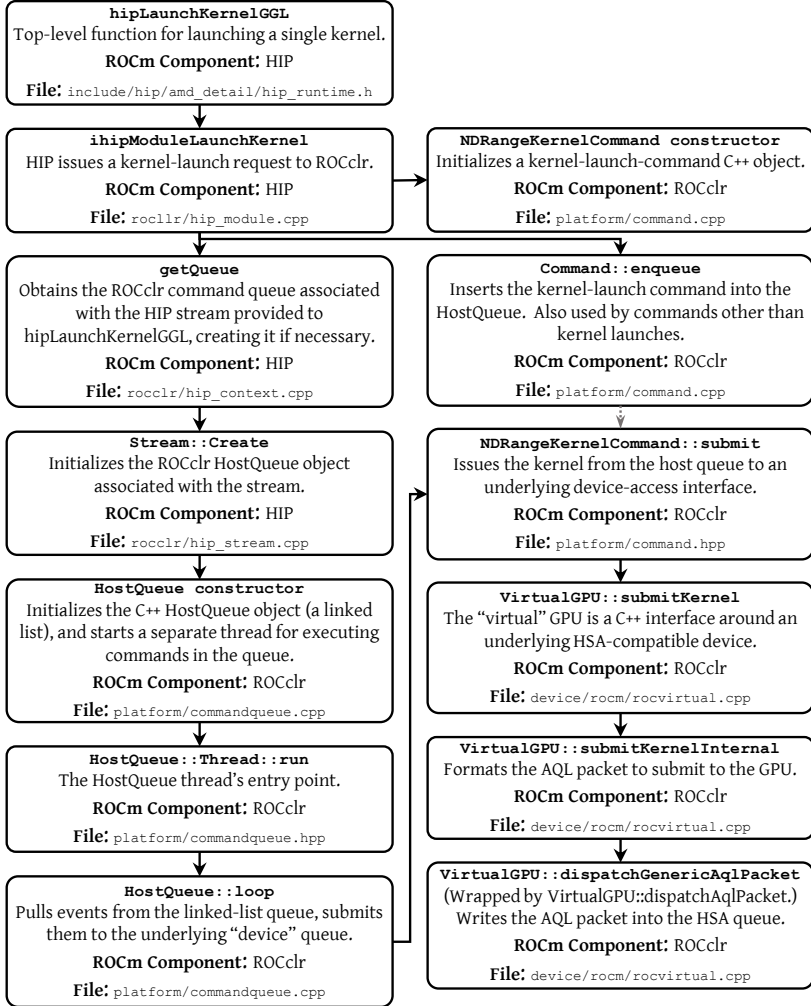 hipLaunchKernelGGL
Top-level function for launching a single kernel.
ROCm Component: HIP
File: include/hip/amd_detail/hip_runtime.h
ihipModuleLaunchKernel
HIP issues a kernel-launch request to ROCclr.
ROCm Component: HIP
File: rocllr/hip_module.cpp
NDRangeKernelCommand constructor
Initializes a kernel-launch-command C++ object.
ROCm Component: ROCclr
File: platform/command.cpp
getQueue
Obtains the ROCclr command queue associated
with the HIP stream provided to
hipLaunchKernelGGL, creating it if necessary.
ROCm Component: HIP
File: rocclr/hip_context.cpp
Stream::Create
Initializes the ROCclr HostQueue object
associated with the stream.
ROCm Component: HIP
File: rocclr/hip_stream.cpp
HostQueue constructor
Initializes the C++ HostQueue object (a linked
list), and starts a separate thread for executing
commands in the queue.
ROCm Component: ROCclr
File: platform/commandqueue.cpp
HostQueue::Thread::run
The HostQueue thread's entry point.
ROCm Component: ROCclr
File: platform/commandqueue.hpp
HostQueue::loop
Pulls events from the linked-list queue, submits
them to the underlying “device” queue.
ROCm Component: ROCclr
File: platform/commandqueue.cpp
Command::enqueue
Inserts the kernel-launch command into the
HostQueue. Also used by commands other than
kernel launches.
ROCm Component: ROCclr
File: platform/command.cpp
NDRangeKernelCommand::submit
Issues the kernel from the host queue to an
underlying device-access interface.
ROCm Component: ROCclr
File: platform/command.hpp
VirtualGPU::submitKernel
The “virtual” GPU is a C++ interface around an
underlying HSA-compatible device.
ROCm Component: ROCclr
File: device/rocm/rocvirtual.cpp
VirtualGPU::submitKernelInternal
Formats the AQL packet to submit to the GPU.
ROCm Component: ROCclr
File: device/rocm/rocvirtual.cpp
VirtualGPU::dispatchGenericAqlPacket
(Wrapped by VirtualGPU::dispatchAqlPacket.)
Writes the AQL packet into the HSA queue.
ROCm Component: ROCclr
File: device/rocm/rocvirtual.cpp